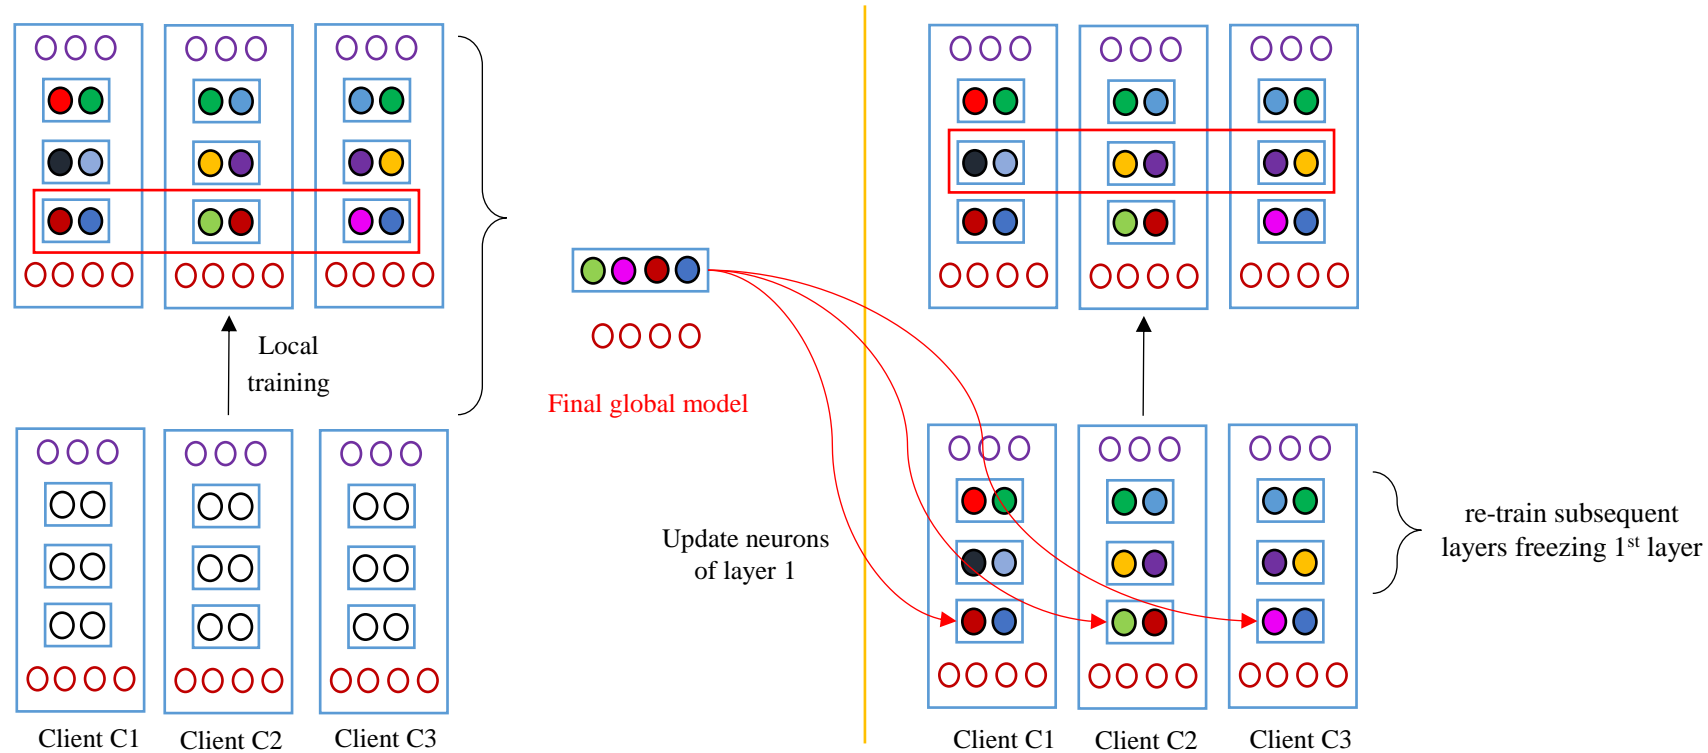 Local
training
Final global model
Client C1
Client C2
Client C3
Update neurons
of layer 1
re-train subsequent
layers freezing 1st layer
Client C1
Client C2
Client C3